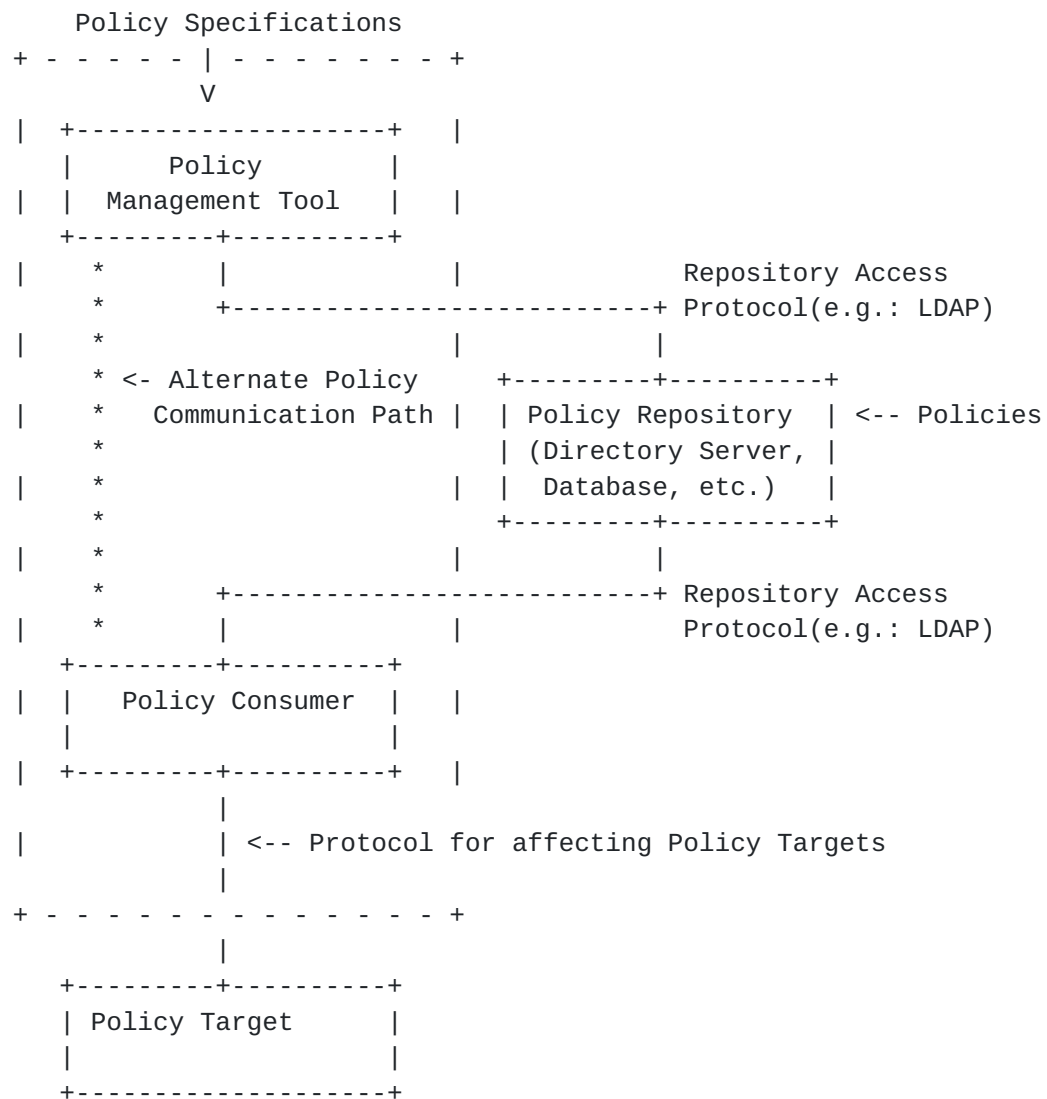 Policy Specifications
Policy
Management Tool
Repository Access
Protocol(e.g.: LDAP)
<- Alternate Policy
Communication Path
Policy Repository
<-- Policies
(Directory Server,
Database, etc.)
Repository Access
Protocol(e.g.: LDAP)
Policy Consumer
<-- Protocol for affecting Policy Targets
Policy Target